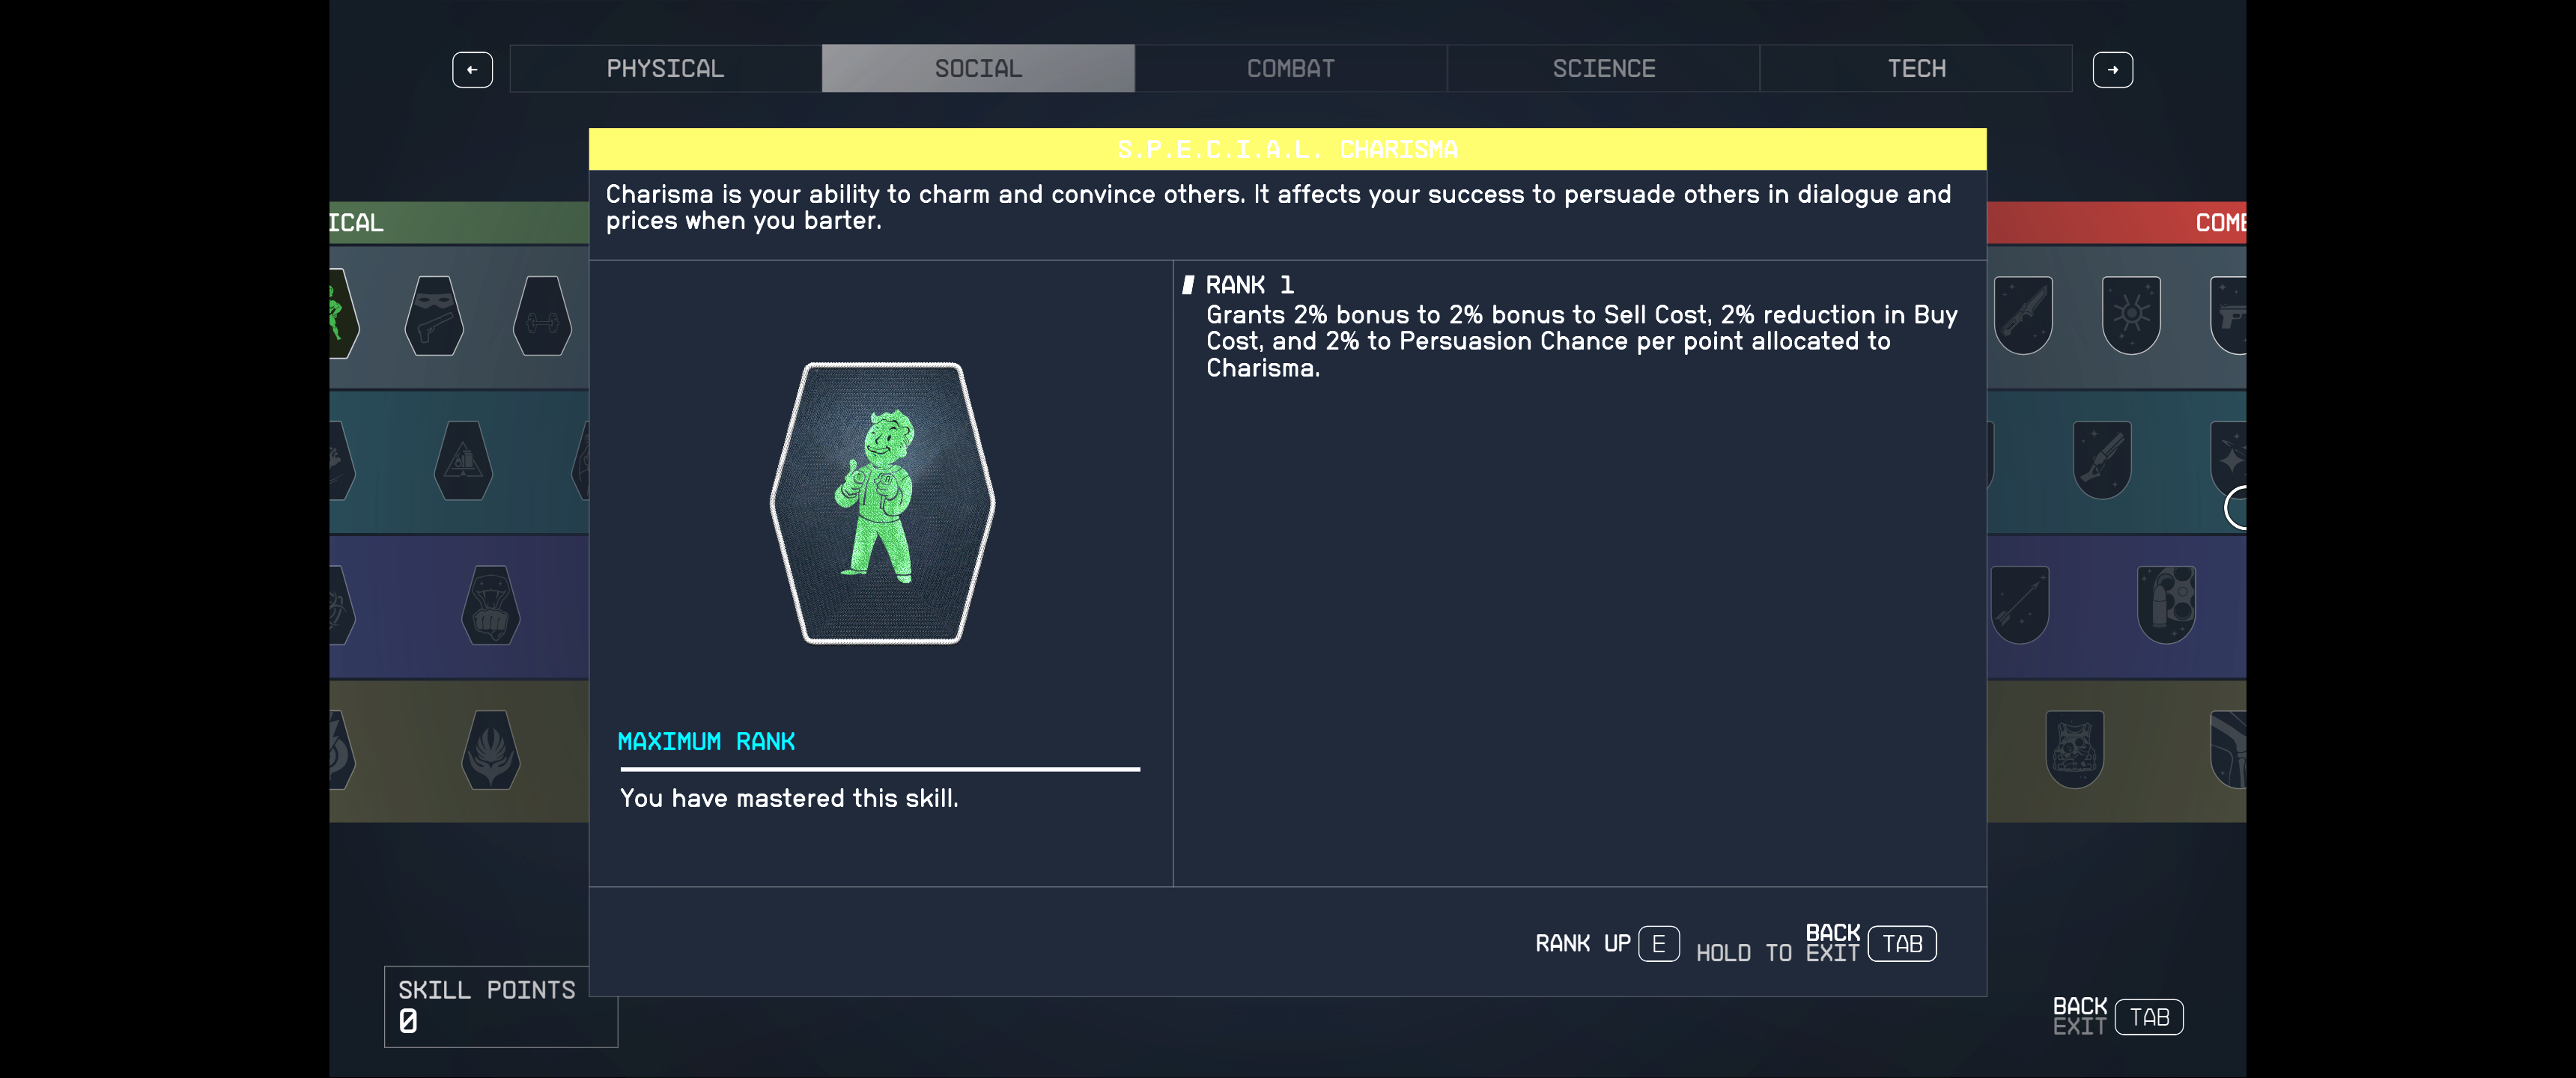 PHYSICAL SOCIAL COMBAT SCIENCE TECH
S.P.E.C.I.A.L. CHARISMA
Charisma is your ability to charm and convince others. It affects your success to persuade others in dialogue and
prices when you barter.
ICAL
COMB
RANK 1
Grants 2% bonus to 2% bonus to Sell Cost, 2% reduction in Buy
Cost, and 2% to Persuasion Chance per point allocated to
Charisma.
MAXIMUM RANK
You have mastered this skill.
RANK UP E HOLD TO BACK EXIT TAB
SKILL POINTS
0
BACK
EXIT TAB